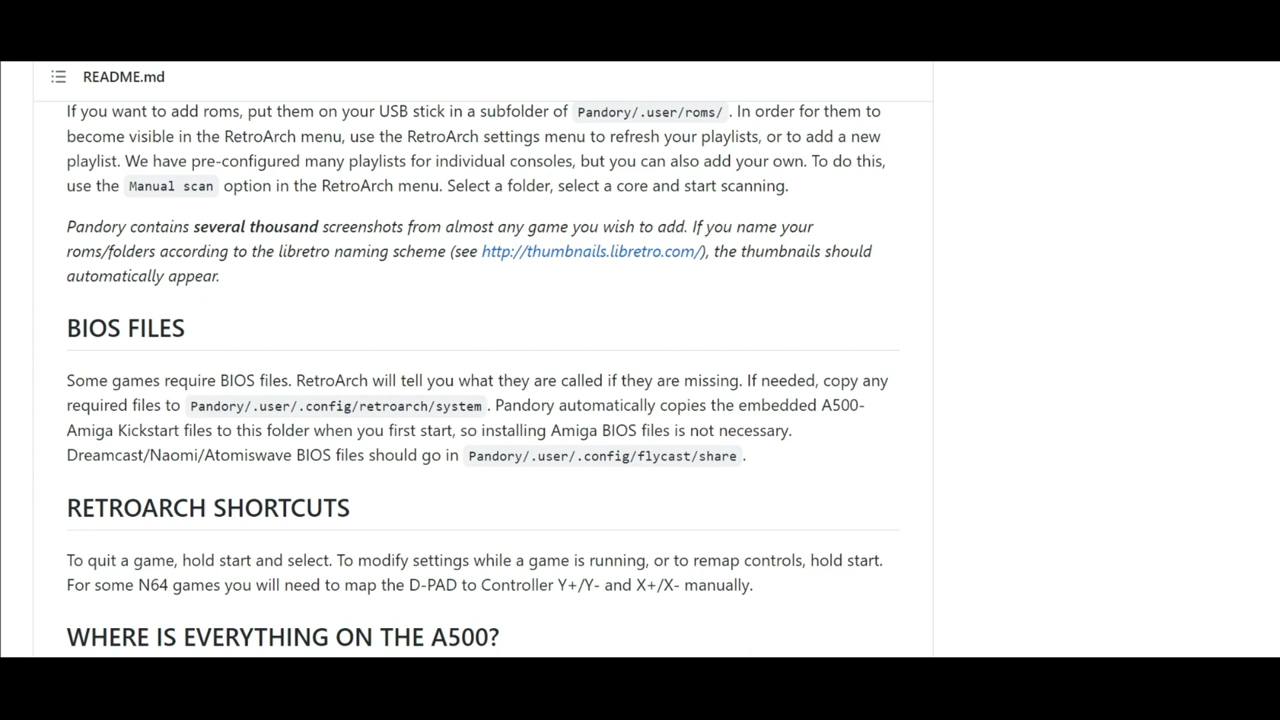 README.md
If you want to add roms, put them on your USB stick in a subfolder of Pandory/.user/roms/ . In order for them to
become visible in the RetroArch menu, use the RetroArch settings menu to refresh your playlists, or to add a new
playlist. We have pre-configured many playlists for individual consoles, but you can also add your own. To do this,
use the Manual scan option in the RetroArch menu. Select a folder, select a core and start scanning.
Pandory contains several thousand screenshots from almost any game you wish to add. If you name your
roms/folders according to the libretro naming scheme (see http://thumbnails.libretro.com/), the thumbnails should
automatically appear.
BIOS FILES
Some games require BIOS files. RetroArch will tell you what they are called if they are missing. If needed, copy any
required files to Pandory/.user/.config/retroarch/system . Pandory automatically copies the embedded A500-
Amiga Kickstart files to this folder when you first start, so installing Amiga BIOS files is not necessary.
Dreamcast/Naomi/Atomiswave BIOS files should go in Pandory/.user/.config/flycast/share .
RETROARCH SHORTCUTS
To quit a game, hold start and select. To modify settings while a game is running, or to remap controls, hold start.
For some N64 games you will need to map the D-PAD to Controller Y+/Y- and X+/X- manually.
WHERE IS EVERYTHING ON THE A500?